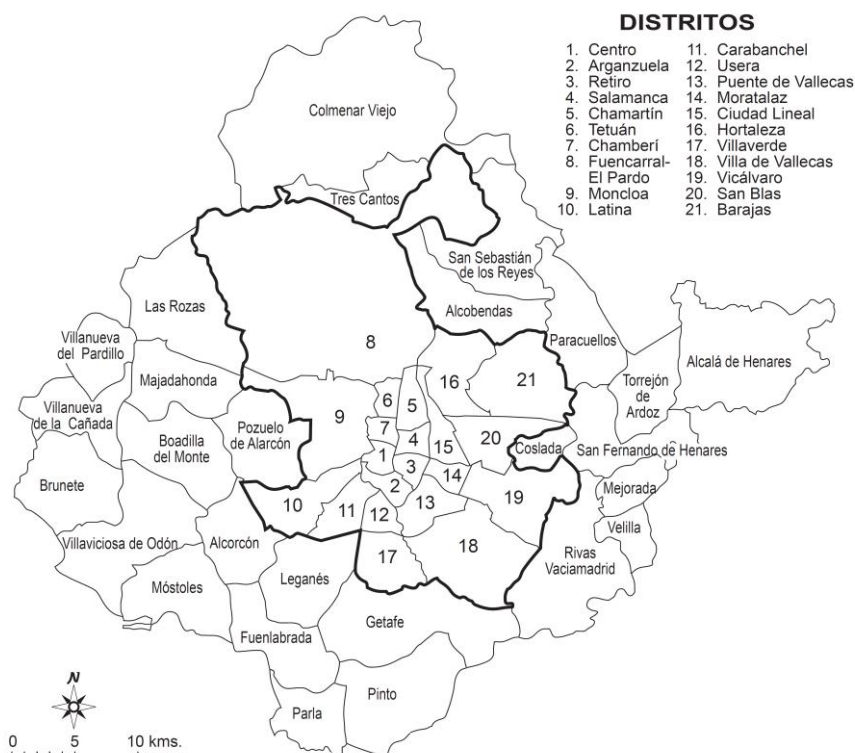 DISTRITOS
1. Centro
2. Arganzuela
3. Retiro
4. Salamanca
5. Chamartín
6. Tetuán
7. Chamberí
8. Fuencarral-
El Pardo
9. Moncloa
10. Latina
11. Carabanchel
12. Usera
13. Puente de Vallecas
14. Moratalaz
15. Ciudad Lineal
16. Hortaleza
17. Villaverde
18. Villa de Vallecas
19. Vicálvaro
20. San Blas
21. Barajas
Colmenar Viejo
Tres Cantos
San Sebastián
de los Reyes
Las Rozas
Alcobendas
Paracuellos
Villanueva
del Pardillo
8
Alcalá de Henares
Majadahonda
16
21
Torrejón
de
Ardoz
6
5
Villanueva
de la Cañada
9
Pozuelo
de Alarcón
7
Boadilla
del Monte
4
15
20
Coslada
San Fernando de Henares
1
3
14
Brunete
2
Mejorada
10
11
12
13
19
Velilla
Villaviciosa de Odón
Alcorcón
17
18
Rivas
Vaciamadrid
Móstoles
Leganés
Getafe
Fuenlabrada
Pinto
Parla
N
0 5 10 kms.